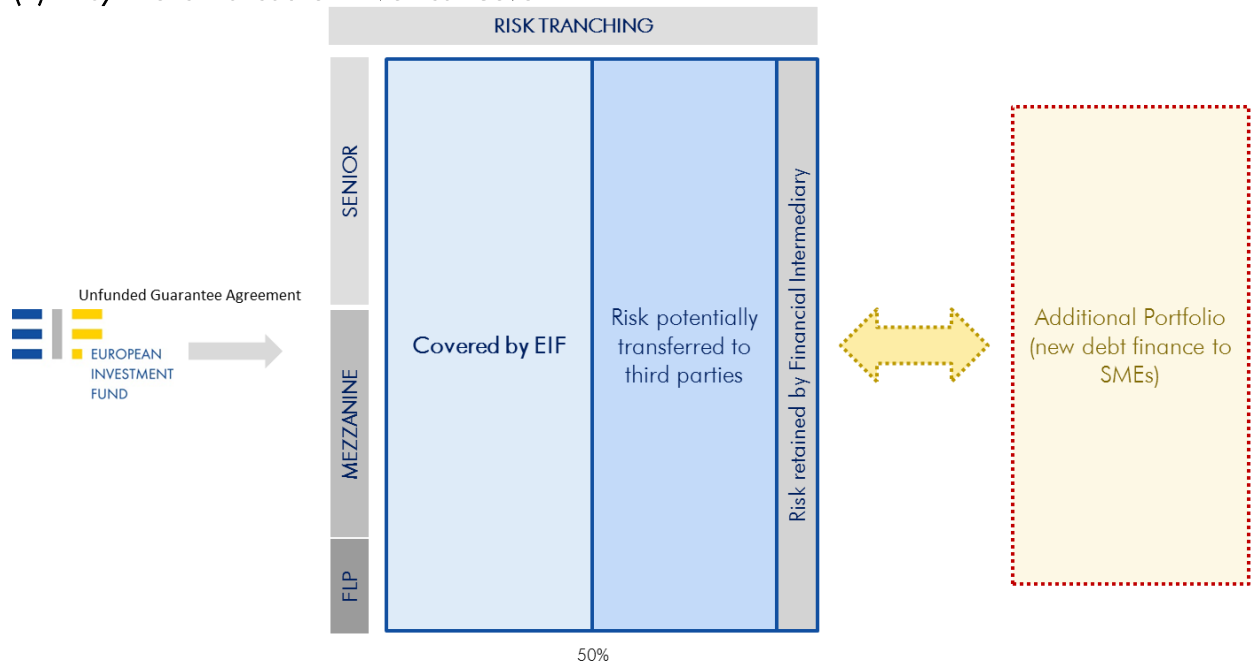 RISK TRANCHING
SENIOR
MEZZANINE
FLP
Unfunded Guarantee Agreement
EUROPEAN
INVESTMENT
FUND
Covered by EIF
Risk potentially
transferred to
third parties
Risk retained by Financial Intermediary
Additional Portfolio
(new debt finance to
SMEs)
50%